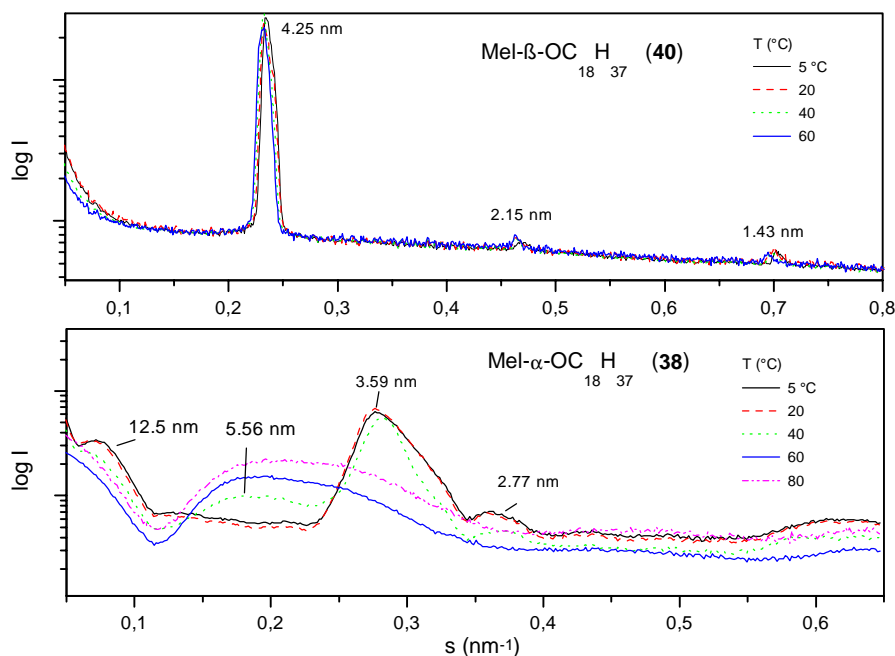 4.25 nm
Mel-ß-OC18H37 (40)
T (°C)
5 °C
20
40
60
log I
2.15 nm
1.43 nm
0,1 0,2 0,3 0,4 0,5 0,6 0,7 0,8
Mel-α-OC18H37 (38)
3.59 nm
T (°C)
5 °C
20
40
60
80
12.5 nm
5.56 nm
log I
2.77 nm
0,1 0,2 0,3 0,4 0,5 0,6
s (nm-1)